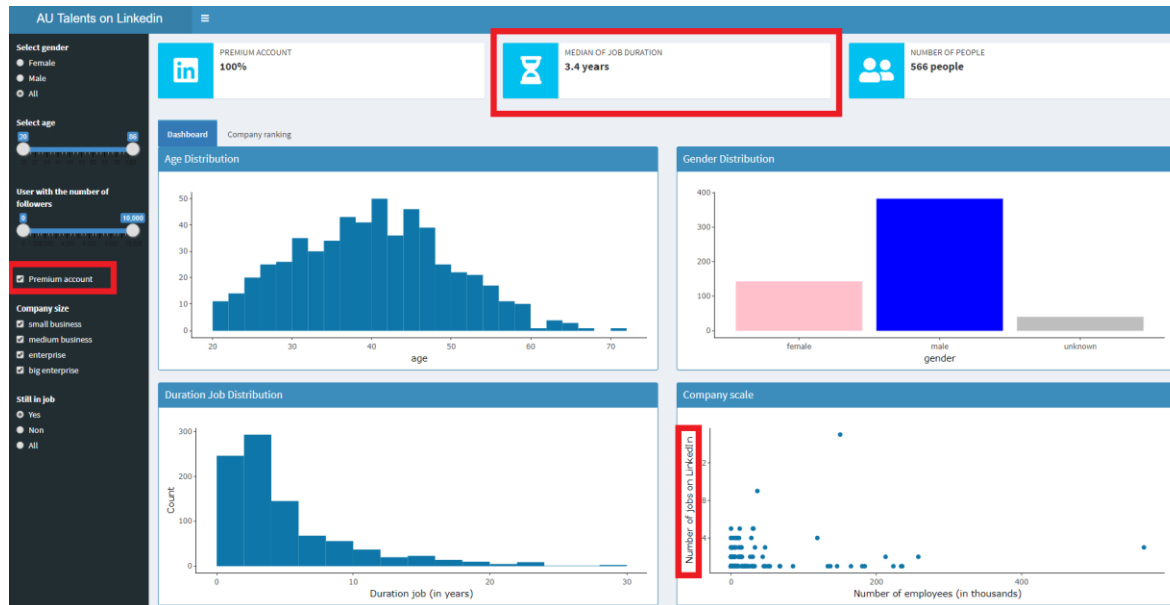 AU Talents on Linkedin
Select gender
Female
Male
All
Select age
20 86
User with the number of
followers
0 10,000
Premium account
Company size
small business
medium business
enterprise
big enterprise
Still in job
Yes
Non
All
in
PREMIUM ACCOUNT
100%
MEDIAN OF JOB DURATION
3.4 years
NUMBER OF PEOPLE
566 people
Dashboard Company ranking
Age Distribution
50
40
30
20
10
0
20 30 40 50 60 70
age
Gender Distribution
400
300
200
100
0
female male unknown
gender
Duration Job Distribution
Count
300
200
100
0
0 10 20 30
Duration job (in years)
Company scale
Number of jobs on LinkedIn
2
8
4
0 200 400
Number of employees (in thousands)